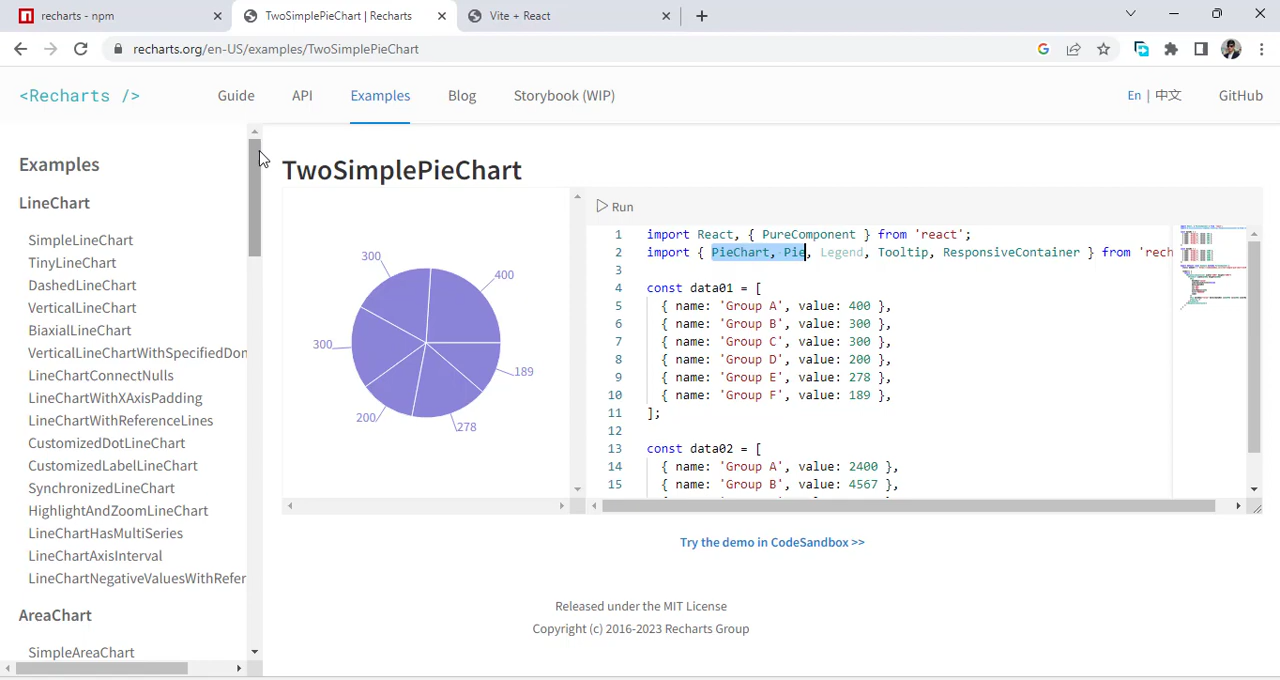 recharts - npm
TwoSimplePieChart | Recharts
Vite + React
recharts.org/en-US/examples/TwoSimplePieChart
<Recharts />
Guide
API
Examples
Blog
Storybook (WIP)
En | 中文
GitHub
Examples
LineChart
SimpleLineChart
TinyLineChart
DashedLineChart
VerticalLineChart
BiaxialLineChart
VerticalLineChartWithSpecifiedDon
LineChartConnectNulls
LineChartWithXAxisPadding
LineChartWithReferenceLines
CustomizedDotLineChart
CustomizedLabelLineChart
SynchronizedLineChart
HighlightAndZoomLineChart
LineChartHasMultiSeries
LineChartAxisInterval
LineChartNegativeValuesWithRefer
AreaChart
SimpleAreaChart
TwoSimplePieChart
300
400
300
189
200
278
Run
1 import React, { PureComponent } from 'react';
2 import { PieChart, Pie, Legend, Tooltip, ResponsiveContainer } from 'rech
3
4 const data01 = [
5 { name: 'Group A', value: 400 },
6 { name: 'Group B', value: 300 },
7 { name: 'Group C', value: 300 },
8 { name: 'Group D', value: 200 },
9 { name: 'Group E', value: 278 },
10 { name: 'Group F', value: 189 },
11 ];
12
13 const data02 = [
14 { name: 'Group A', value: 2400 },
15 { name: 'Group B', value: 4567 },
Try the demo in CodeSandbox >>
Released under the MIT License
Copyright (c) 2016-2023 Recharts Group